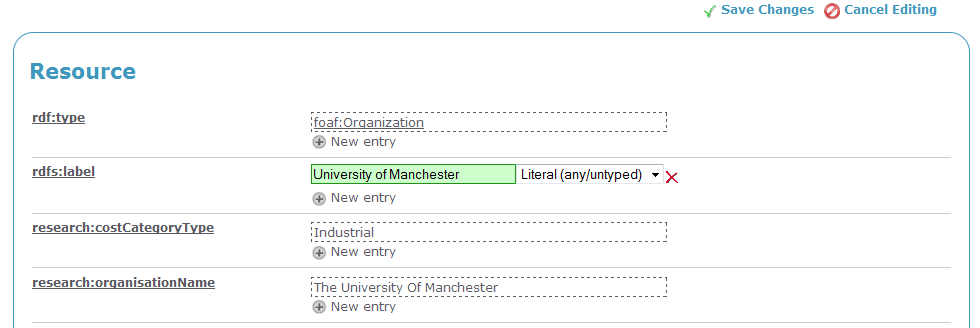 Save Changes Cancel Editing
Resource
rdf:type foaf:Organization
New entry
rdfs:label University of Manchester Literal (any/untyped)
New entry
research:costCategoryType Industrial
New entry
research:organisationName The University Of Manchester
New entry